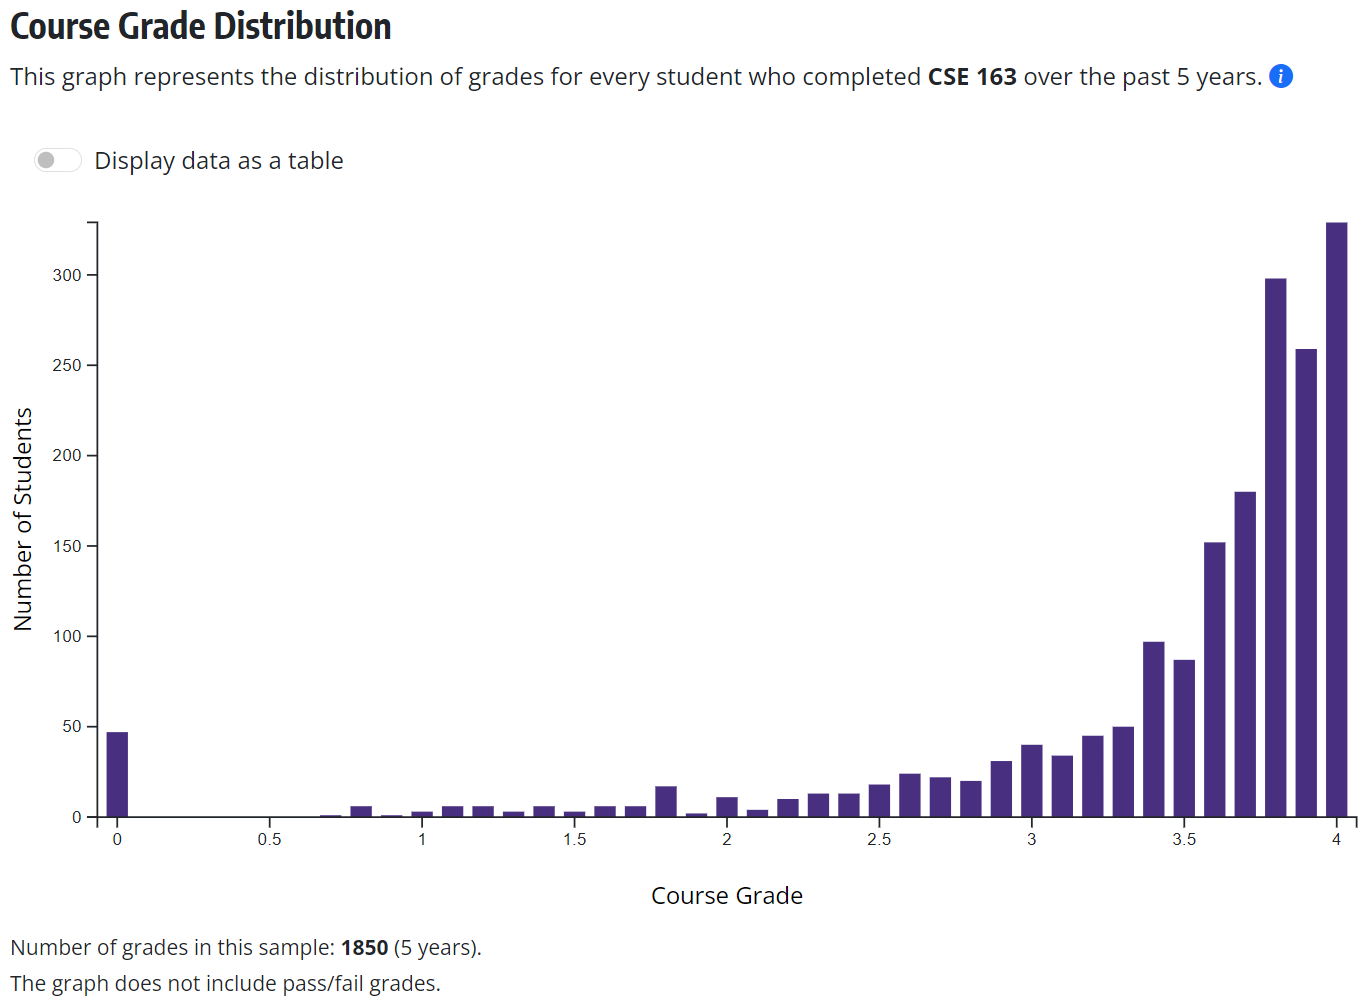 Course Grade Distribution
This graph represents the distribution of grades for every student who completed CSE 163 over the past 5 years. i
Display data as a table
300
250
200
150
100
50
0
Number of Students
0 0.5 1 1.5 2 2.5 3 3.5 4
Course Grade
Number of grades in this sample: 1850 (5 years).
The graph does not include pass/fail grades.